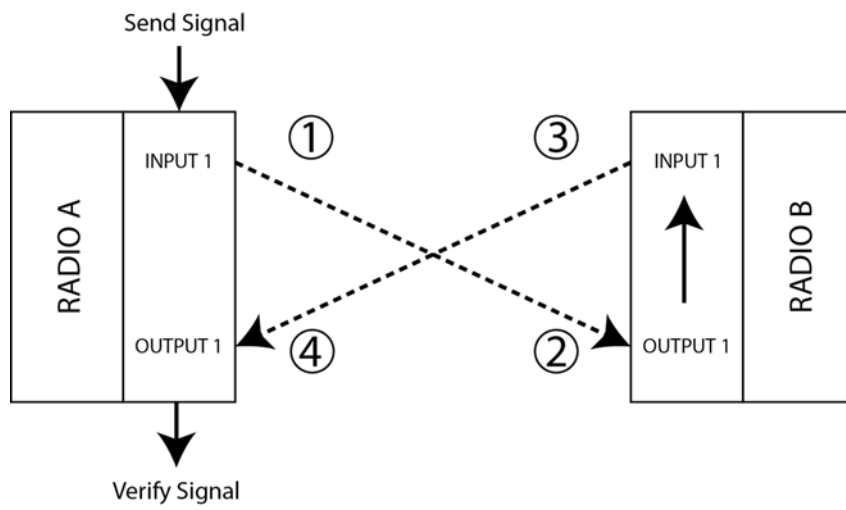 Send Signal
RADIO A
INPUT 1
①
③
INPUT 1
RADIO B
OUTPUT 1
④
②
OUTPUT 1
Verify Signal